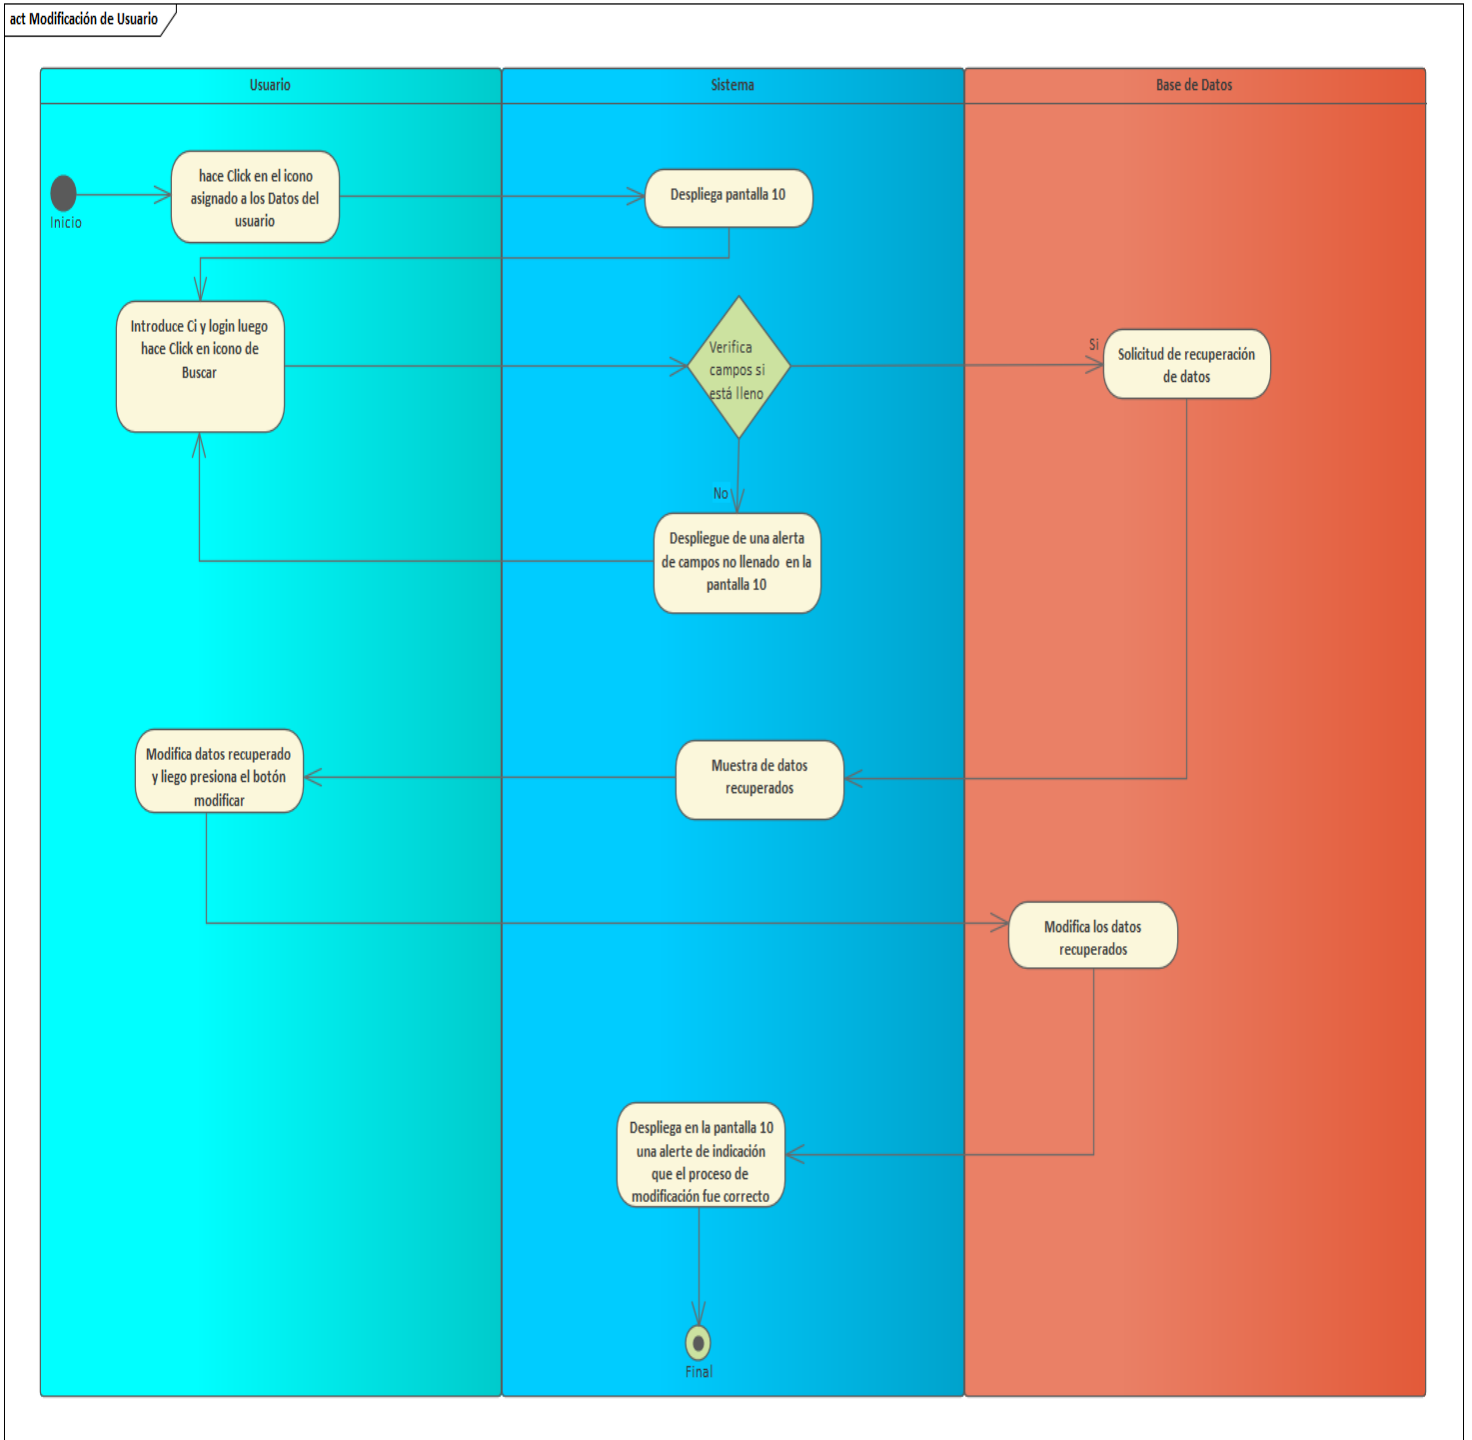 act Modificación de Usuario
Usuario
Sistema
Base de Datos
Inicio
hace Click en el icono
asignado a los Datos del
usuario
Despliega pantalla 10
Introduce Ci y login luego
hace Click en icono de
Buscar
Verifica
campos si
está lleno
Si
Solicitud de recuperación
de datos
No
Despliegue de una alerta
de campos no llenado en la
pantalla 10
Modifica datos recuperado
y liego presiona el botón
modificar
Muestra de datos
recuperados
Modifica los datos
recuperados
Despliega en la pantalla 10
una alerte de indicación
que el proceso de
modificación fue correcto
Final